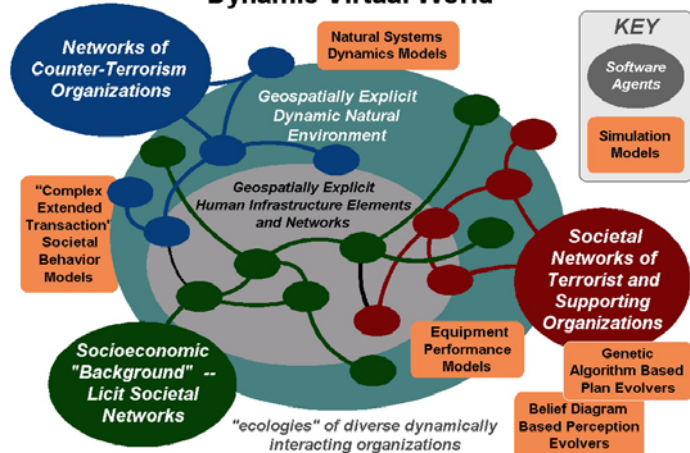 Dynamic Virtual World
Networks of
Counter-Terrorism
Organizations
Natural Systems
Dynamics Models
KEY
Software
Agents
Simulation
Models
Geospatially Explicit
Dynamic Natural
Environment
"Complex
Extended
Transaction'
Societal
Behavior
Models
Geospatially Explicit
Human Infrastructure Elements
and Networks
Societal
Networks of
Terrorist and
Supporting
Organizations
Socioeconomic
"Background" --
Licit Societal
Networks
Equipment
Performance
Models
Genetic
Algorithm Based
Plan Evolvers
Belief Diagram
Based Perception
Evolvers
"ecologies" of diverse dynamically
interacting organizations